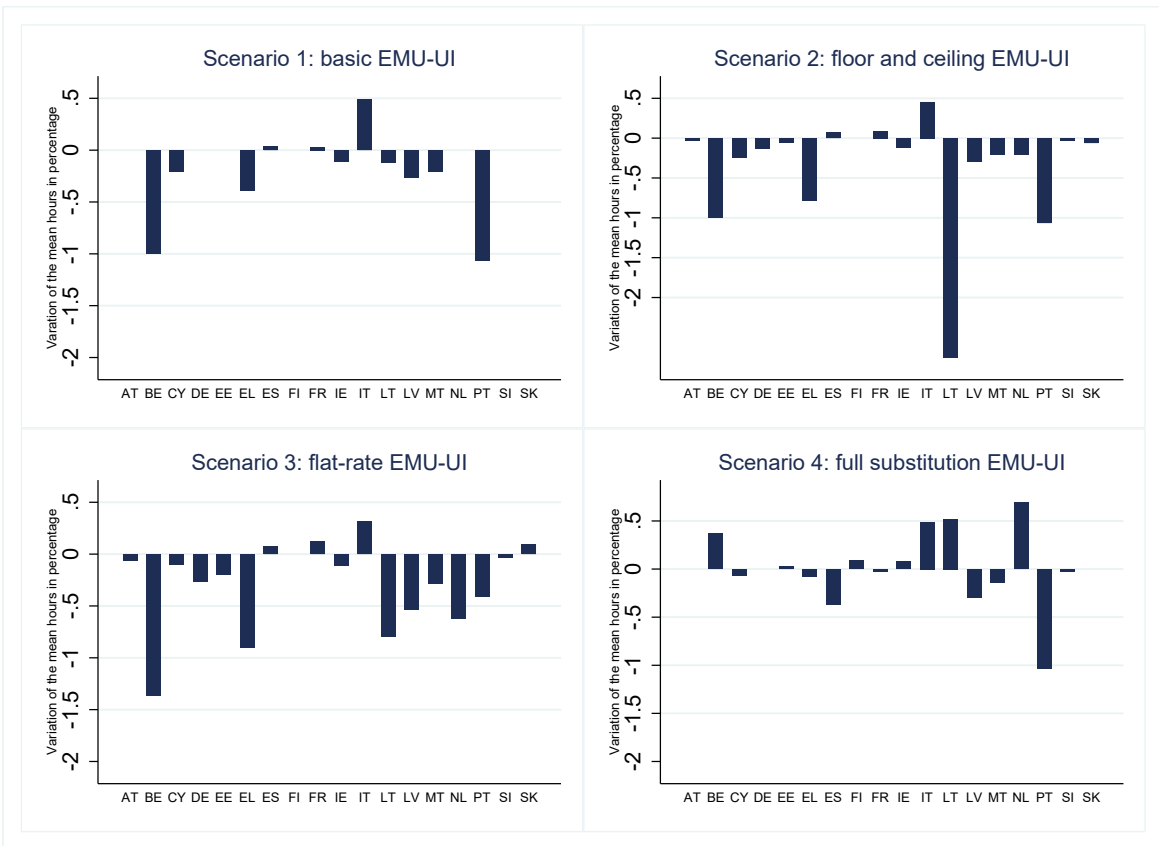 Scenario 1: basic EMU-UI
Varation of the mean hours in percentage
.5
0
-.5
-1
-1.5
-2
AT BE CY DE EE EL ES FI FR IE IT LT LV MT NL PT SI SK
Scenario 2: floor and ceiling EMU-UI
Variation of the mean hours in percentage
.5
0
-.5
-1
-1.5
-2
AT BE CY DE EE EL ES FI FR IE IT LT LV MT NL PT SI SK
Scenario 3: flat-rate EMU-UI
Variation of the mean hours in percentage
.5
0
-.5
-1
-1.5
-2
AT BE CY DE EE EL ES FI FR IE IT LT LV MT NL PT SI SK
Scenario 4: full substitution EMU-UI
Variation of the mean hours in percentage
.5
0
-.5
-1
-1.5
-2
AT BE CY DE EE EL ES FI FR IE IT LT LV MT NL PT SI SK